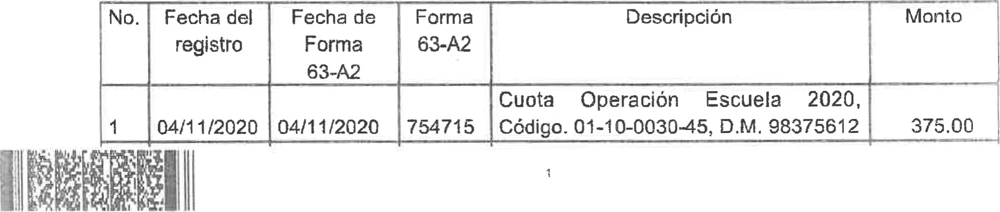 No. Fecha del Fecha de Forma Descripción Monto
registro Forma 63-A2
63-A2
Cuota Operación Escuela 2020,
1 04/11/2020 04/11/2020 754715 Código. 01-10-0030-45, D.M. 98375612 375.00
1